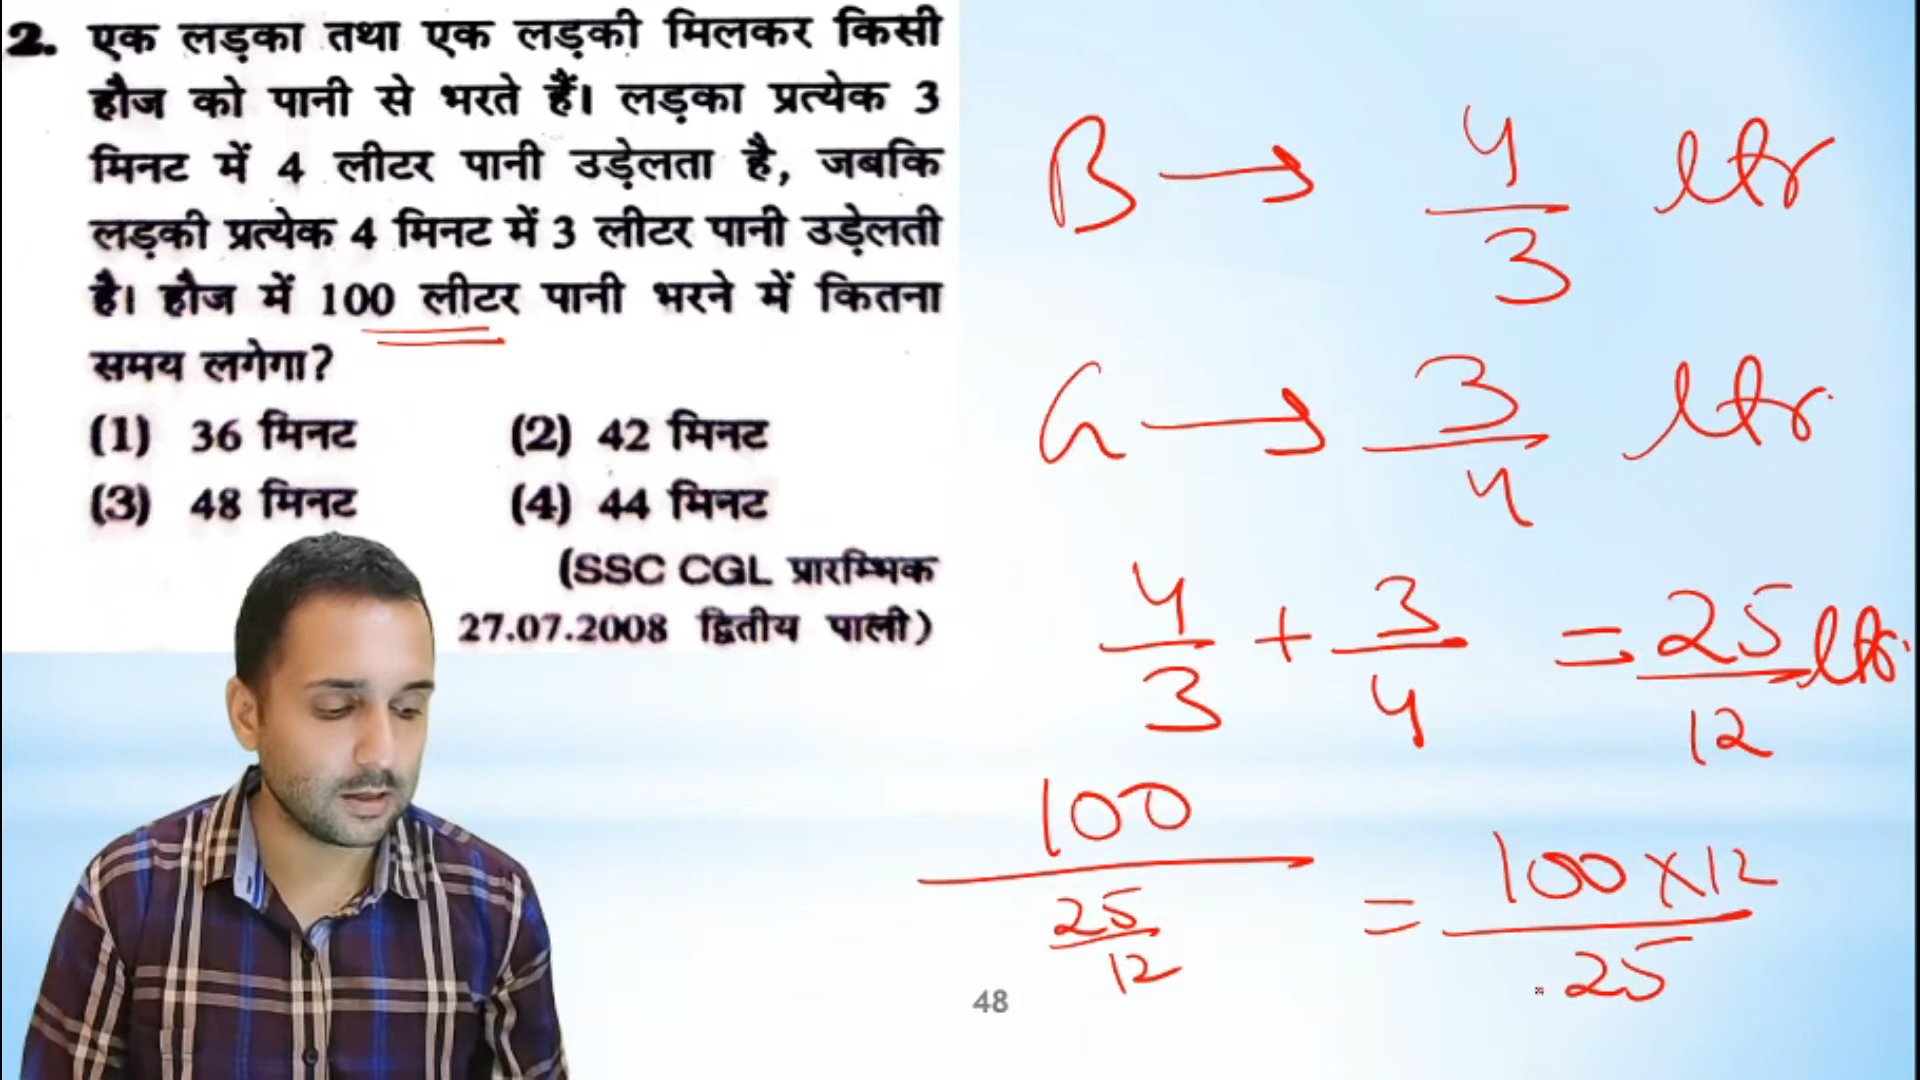 2. एक लड़का तथा एक लड़की मिलकर किसी
हौज को पानी से भरते हैं। लड़का प्रत्येक 3
मिनट में 4 लीटर पानी उड़ेलता है, जबकि
लड़की प्रत्येक 4 मिनट में 3 लीटर पानी उड़ेलती
है। हौज में 100 लीटर पानी भरने में कितना
समय लगेगा?
(1) 36 मिनट (2) 42 मिनट
(3) 48 मिनट (4) 44 मिनट
(SSC CGL प्रारम्भिक
27.07.2008 द्वितीय पाली)
B → 4/3 ltr
G → 3/4 ltr.
4/3 + 3/4 = 25/12 ltr.
100/(25/12) = 100 × 12/25
48